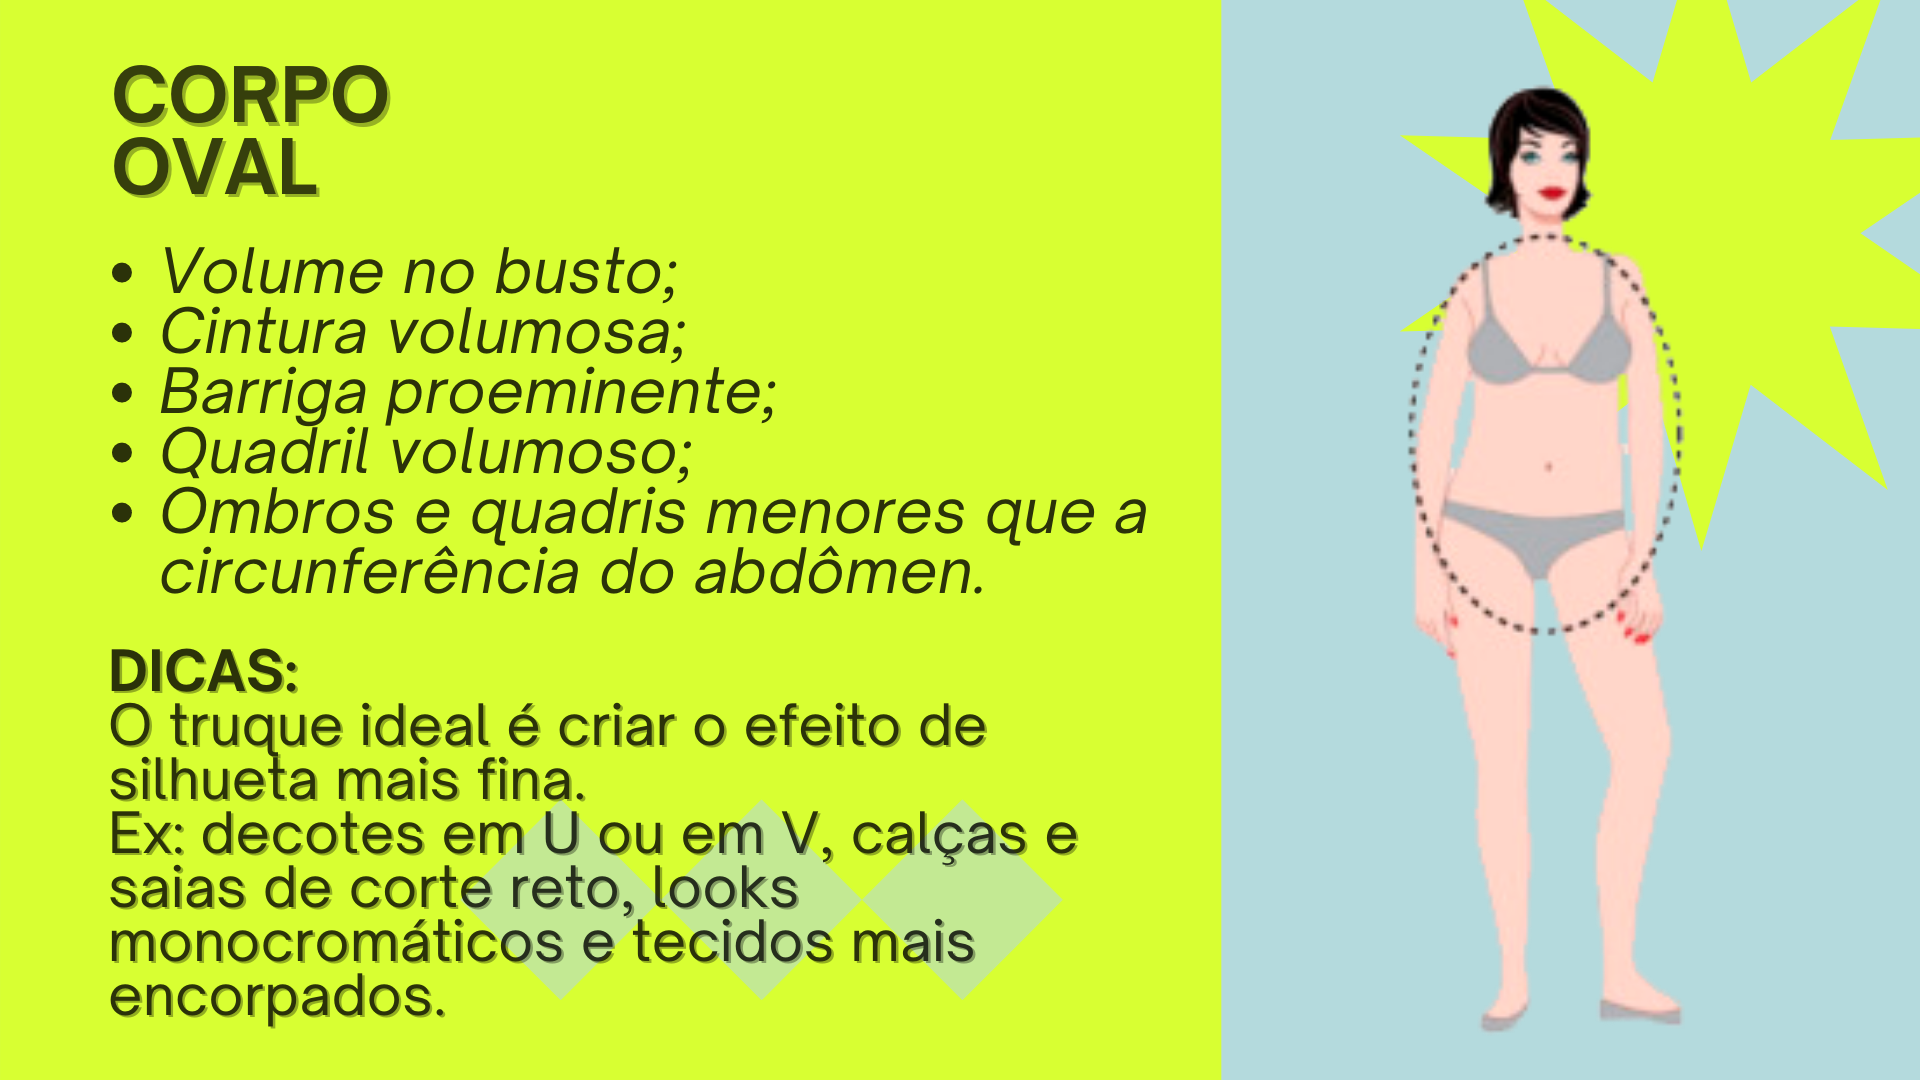 CORPO
OVAL
• Volume no busto;
• Cintura volumosa;
• Barriga proeminente;
• Quadril volumoso;
• Ombros e quadris menores que a
circunferência do abdômen.
DICAS:
O truque ideal é criar o efeito de
silhueta mais fina.
Ex: decotes em U ou em V, calças e
saias de corte reto, looks
monocromáticos e tecidos mais
encorpados.